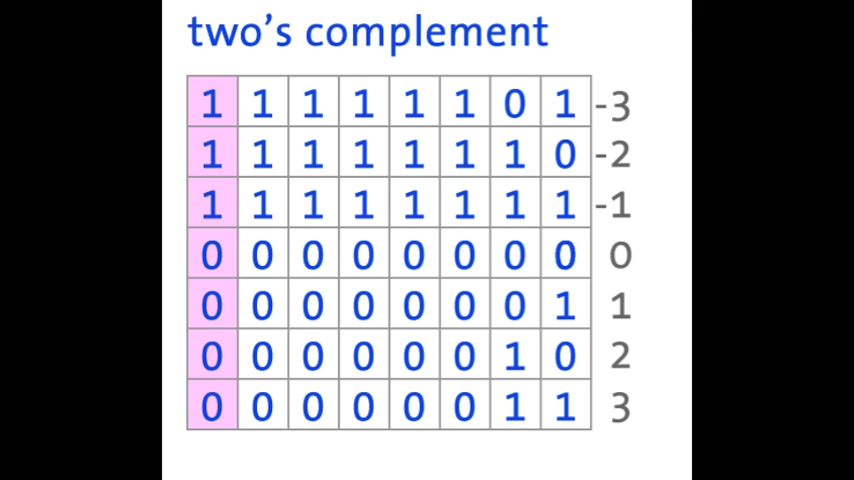 two's complement
1 1 1 1 1 1 0 1 -3
1 1 1 1 1 1 1 0 -2
1 1 1 1 1 1 1 1 -1
0 0 0 0 0 0 0 0 0
0 0 0 0 0 0 0 1 1
0 0 0 0 0 0 1 0 2
0 0 0 0 0 0 1 1 3